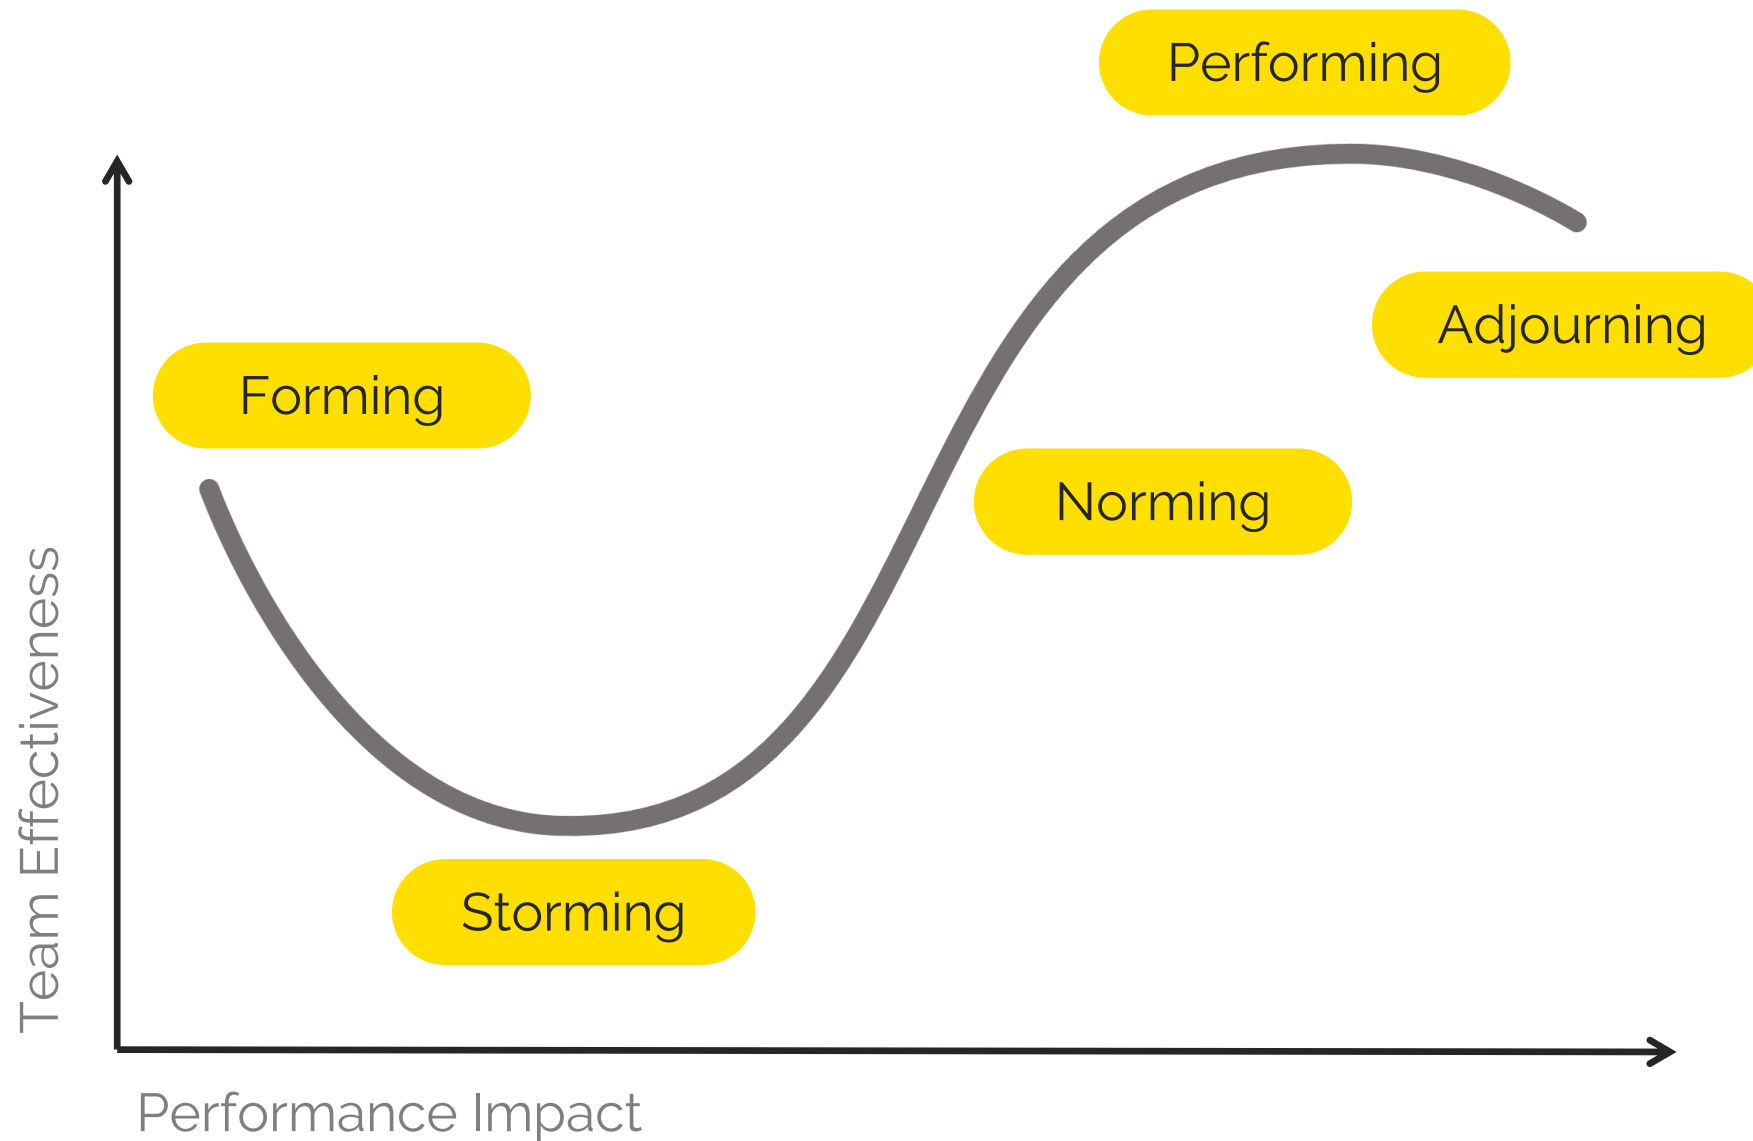 Performing
Adjourning
Forming
Norming
Storming
Team Effectiveness
Performance Impact